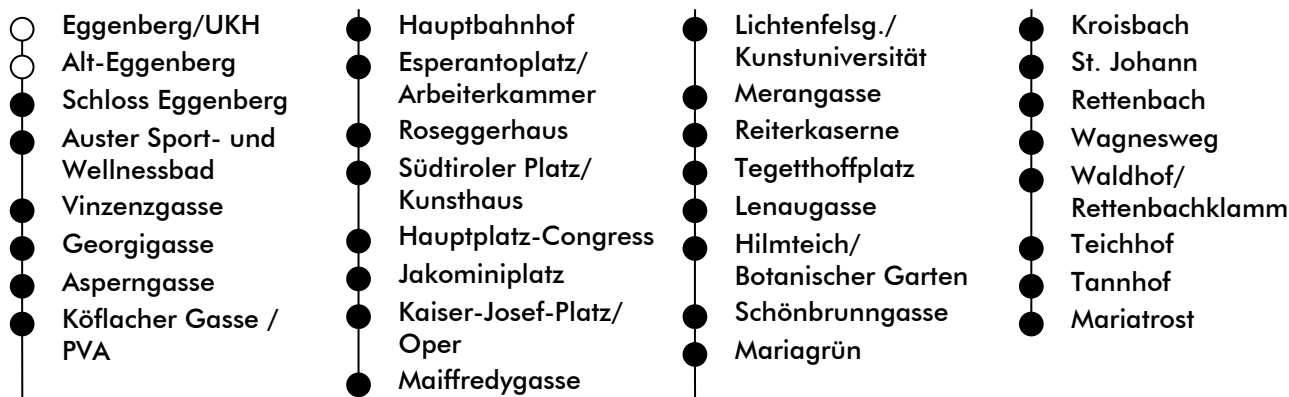 Eggenberg/UKH
Alt-Eggenberg
Schloss Eggenberg
Auster Sport- und
Wellnessbad
Vinzenzgasse
Georgigasse
Asperngasse
Köflacher Gasse /
PVA
Hauptbahnhof
Esperantoplatz/
Arbeiterkammer
Roseggerhaus
Südtiroler Platz/
Kunsthaus
Hauptplatz-Congress
Jakominiplatz
Kaiser-Josef-Platz/
Oper
Maiffredygasse
Lichtenfelsg./
Kunstuniversität
Merangasse
Reiterkaserne
Tegetthoffplatz
Lenaugasse
Hilmteich/
Botanischer Garten
Schönbrunngasse
Mariagrün
Kroisbach
St. Johann
Rettenbach
Wagnesweg
Waldhof/
Rettenbachklamm
Teichhof
Tannhof
Mariatrost